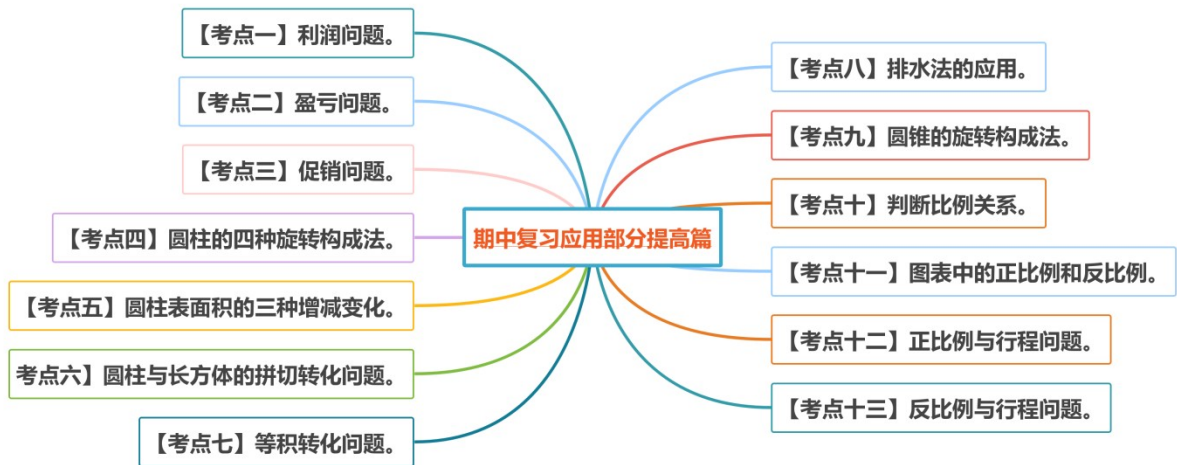 【考点一】利润问题。
【考点二】盈亏问题。
【考点三】促销问题。
【考点四】圆柱的四种旋转构成法。
【考点五】圆柱表面积的三种增减变化。
考点六】圆柱与长方体的拼切转化问题。
【考点七】等积转化问题。
期中复习应用部分提高篇
【考点八】排水法的应用。
【考点九】圆锥的旋转构成法。
【考点十】判断比例关系。
【考点十一】图表中的正比例和反比例。
【考点十二】正比例与行程问题。
【考点十三】反比例与行程问题。